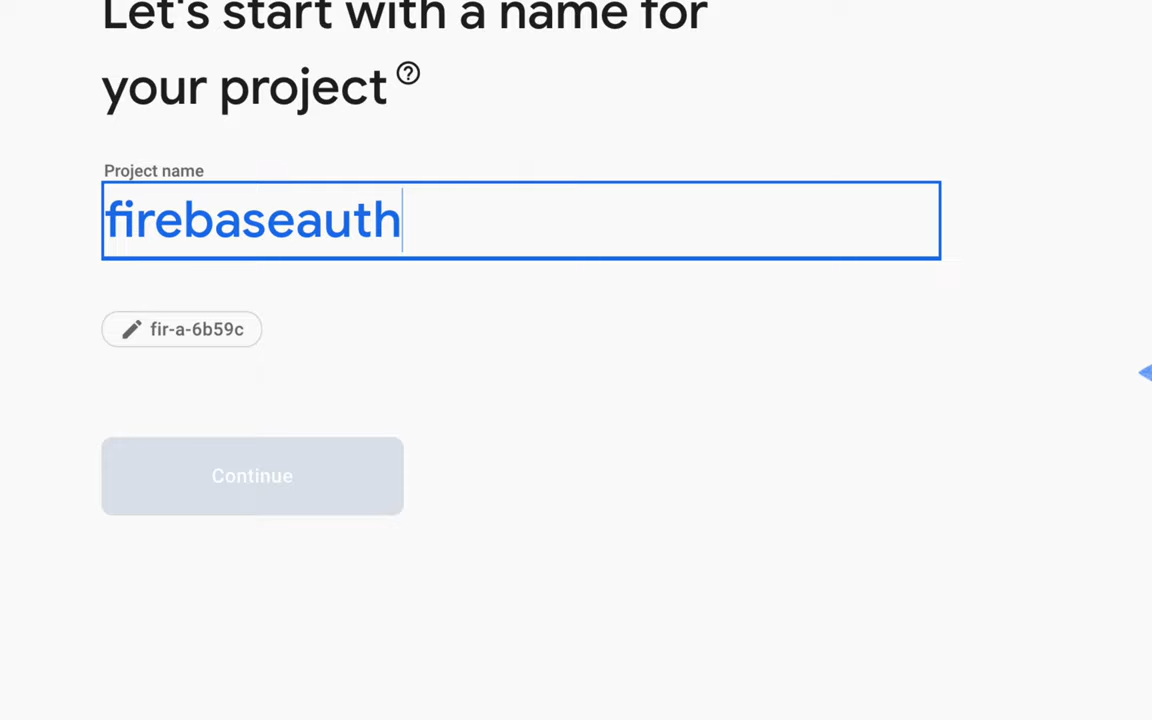 Let's start with a name for
your project
Project name
firebaseauth
fir-a-6b59c
Continue